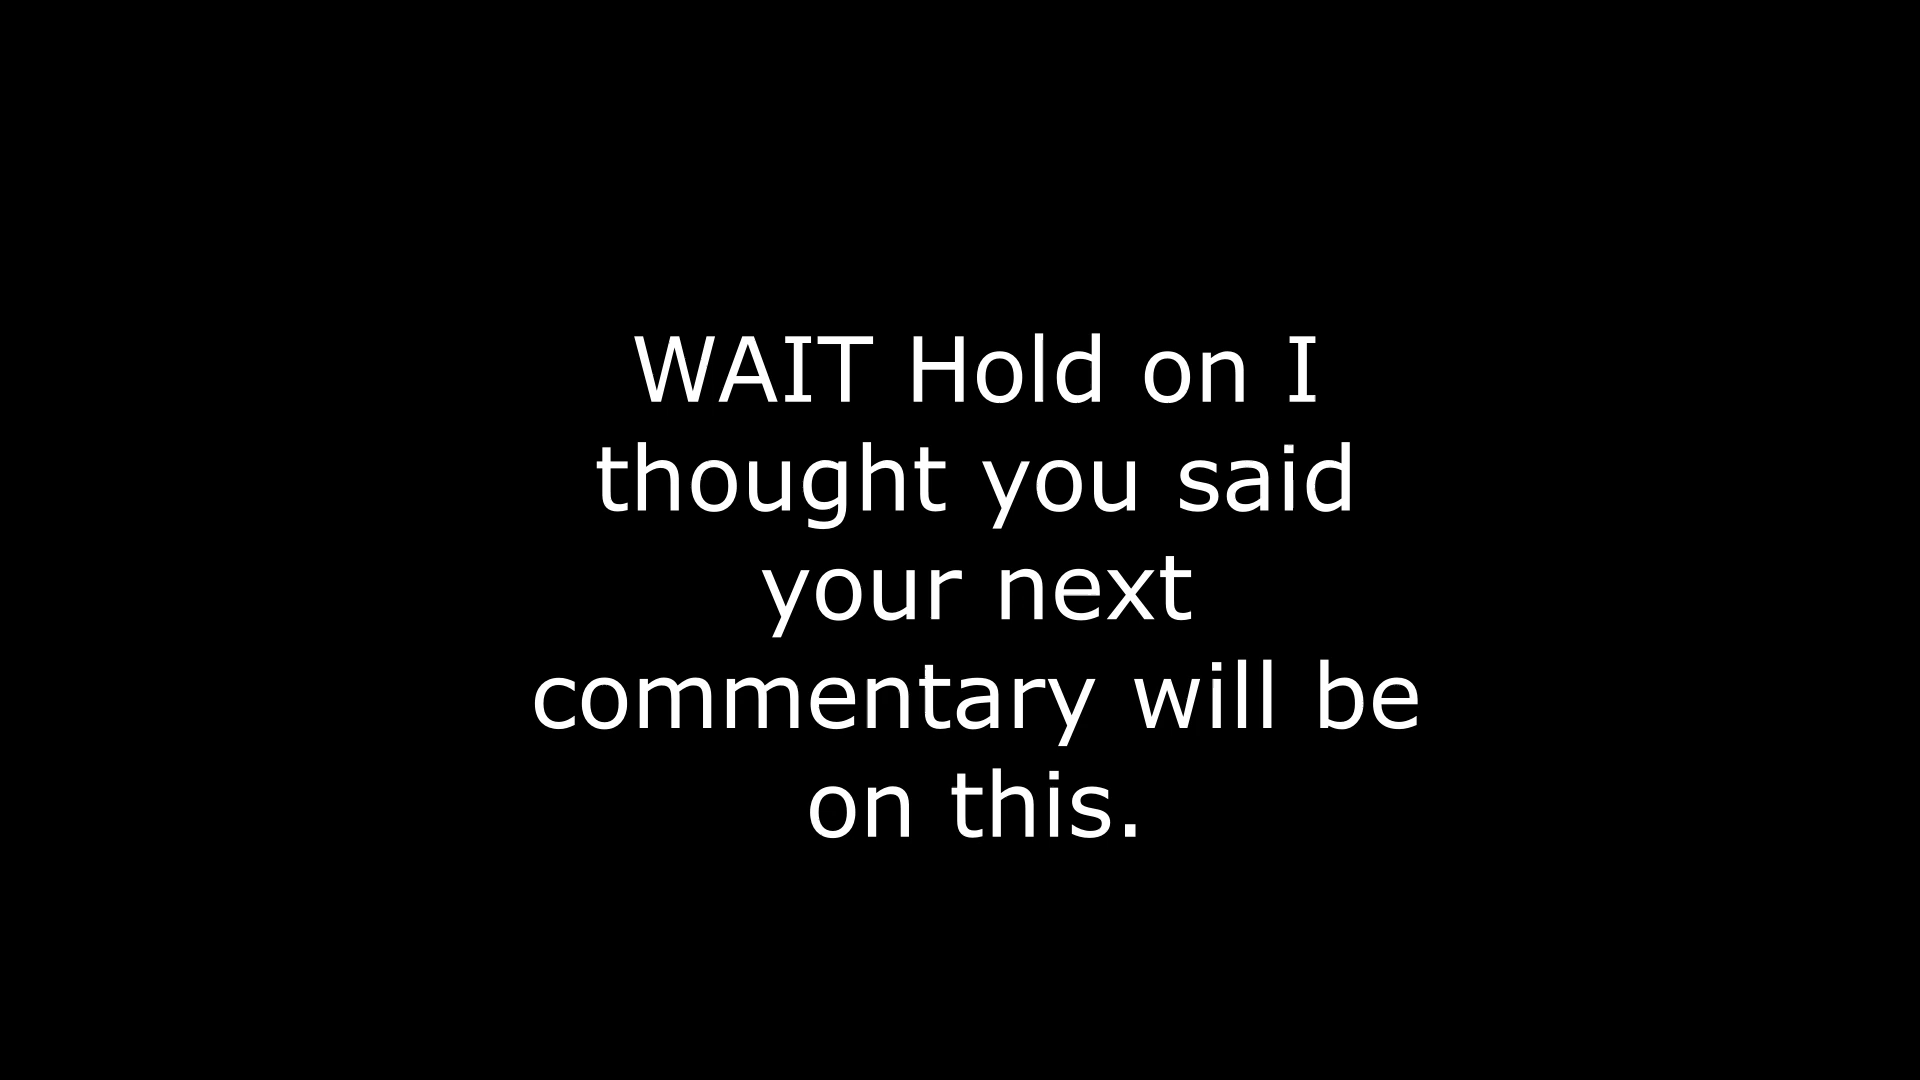 WAIT Hold on I
thought you said
your next
commentary will be
on this.